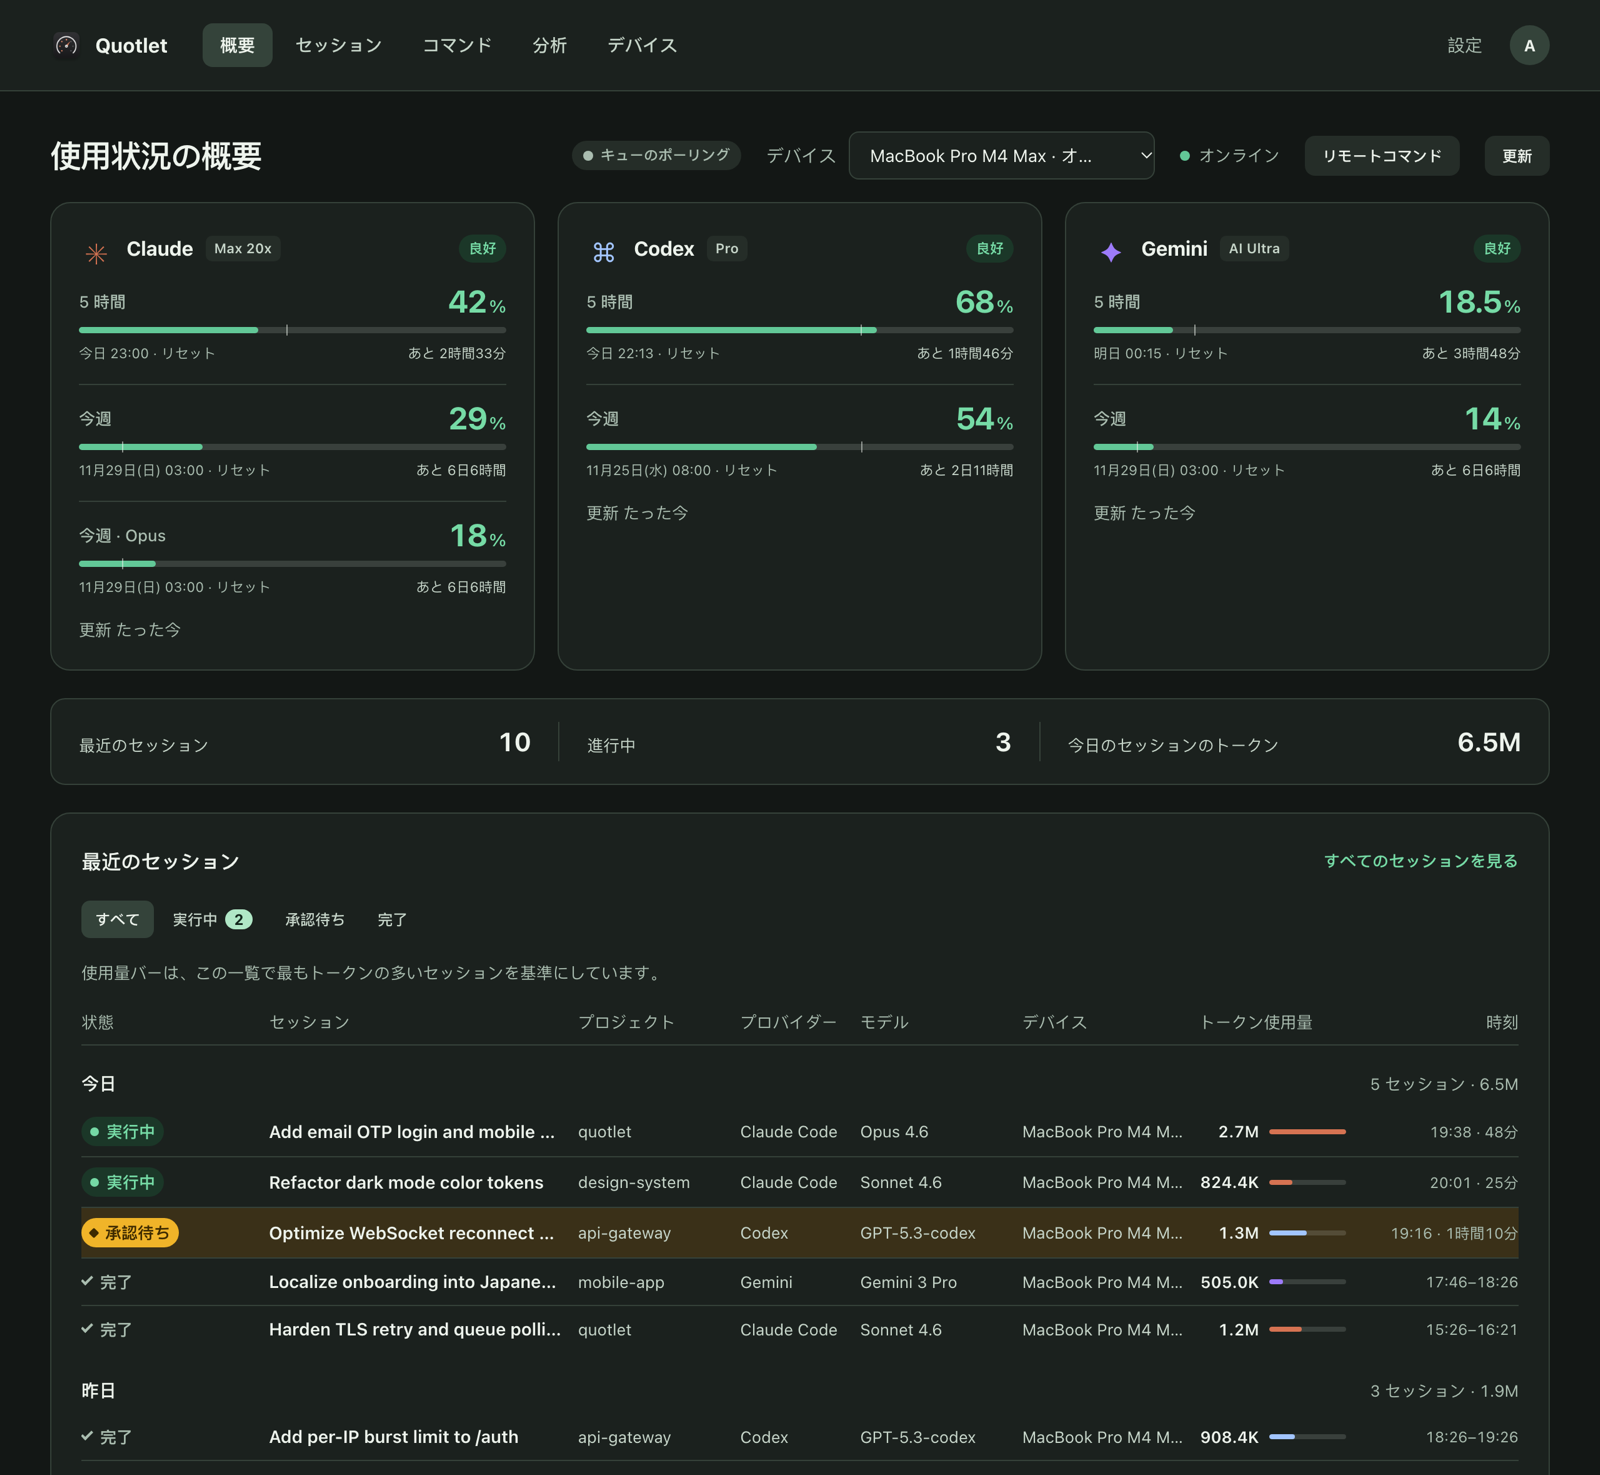 Quotlet 概要 セッション コマンド 分析 デバイス 設定 A
使用状況の概要 キューのポーリング デバイス MacBook Pro M4 Max · オ... オンライン リモートコマンド 更新
Claude Max 20x 良好
5 時間 42%
今日 23:00 · リセット あと 2時間33分
今週 29%
11月29日(日) 03:00 · リセット あと 6日6時間
今週 · Opus 18%
11月29日(日) 03:00 · リセット あと 6日6時間
更新 たった今
Codex Pro 良好
5 時間 68%
今日 22:13 · リセット あと 1時間46分
今週 54%
11月25日(水) 08:00 · リセット あと 2日11時間
更新 たった今
Gemini AI Ultra 良好
5 時間 18.5%
明日 00:15 · リセット あと 3時間48分
今週 14%
11月29日(日) 03:00 · リセット あと 6日6時間
更新 たった今
最近のセッション 10 進行中 3 今日のセッションのトークン 6.5M
最近のセッション すべてのセッションを見る
すべて 実行中 2 承認待ち 完了
使用量バーは、この一覧で最もトークンの多いセッションを基準にしています。
状態 セッション プロジェクト プロバイダー モデル デバイス トークン使用量 時刻
今日 5 セッション · 6.5M
実行中 Add email OTP login and mobile ... quotlet Claude Code Opus 4.6 MacBook Pro M4 M... 2.7M 19:38 · 48分
実行中 Refactor dark mode color tokens design-system Claude Code Sonnet 4.6 MacBook Pro M4 M... 824.4K 20:01 · 25分
承認待ち Optimize WebSocket reconnect ... api-gateway Codex GPT-5.3-codex MacBook Pro M4 M... 1.3M 19:16 · 1時間10分
完了 Localize onboarding into Japane... mobile-app Gemini Gemini 3 Pro MacBook Pro M4 M... 505.0K 17:46–18:26
完了 Harden TLS retry and queue polli... quotlet Claude Code Sonnet 4.6 MacBook Pro M4 M... 1.2M 15:26–16:21
昨日 3 セッション · 1.9M
完了 Add per-IP burst limit to /auth api-gateway Codex GPT-5.3-codex MacBook Pro M4 M... 908.4K 18:26–19:26